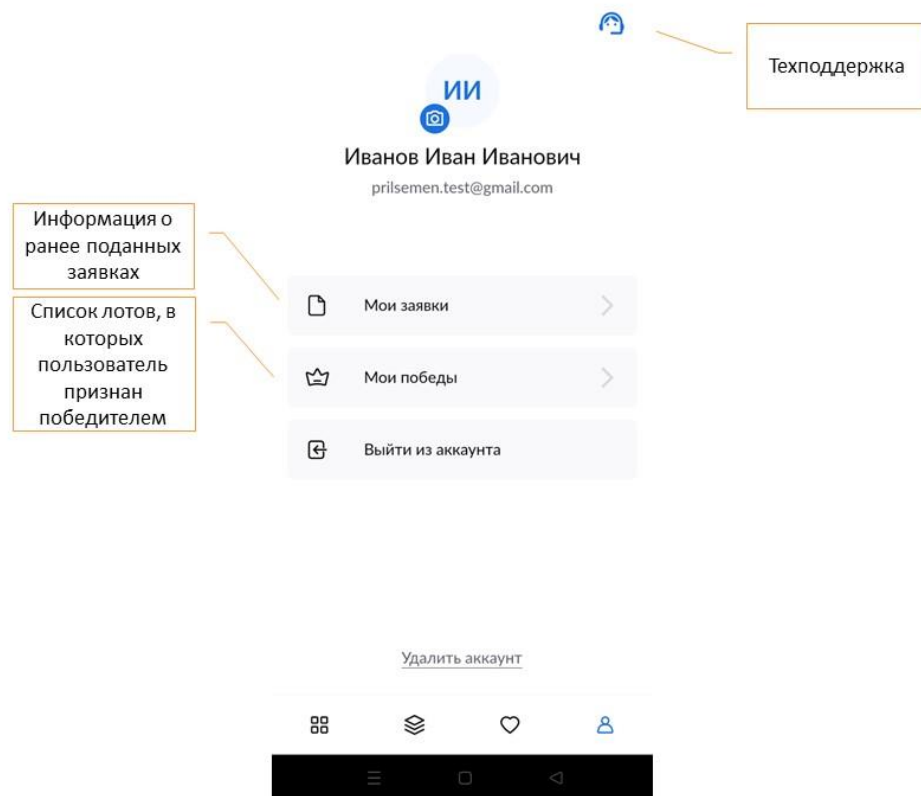 Техподдержка
ИИ
Иванов Иван Иванович
prilsemen.test@gmail.com
Информация о
ранее поданных
заявках
Мои заявки
Список лотов, в
которых
пользователь
признан
победителем
Мои победы
Выйти из аккаунта
Удалить аккаунт